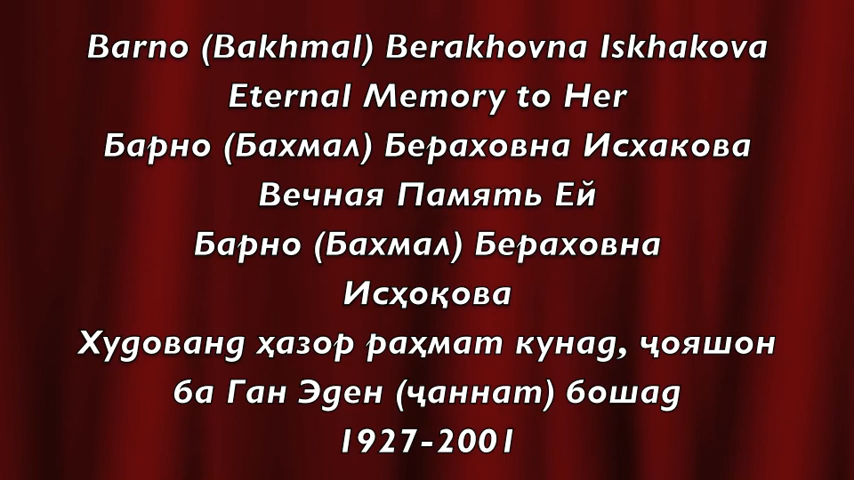 Barno (Bakhmal) Berakhovna Iskhakova
Eternal Memory to Her
Барно (Бахмал) Бераховна Исхакова
Вечная Память Ей
Барно (Бахмал) Бераховна
Исҳоқова
Худованд ҳазор раҳмат кунад, ҷояшон
ба Ган Эден (ҷаннат) бошад
1927-2001